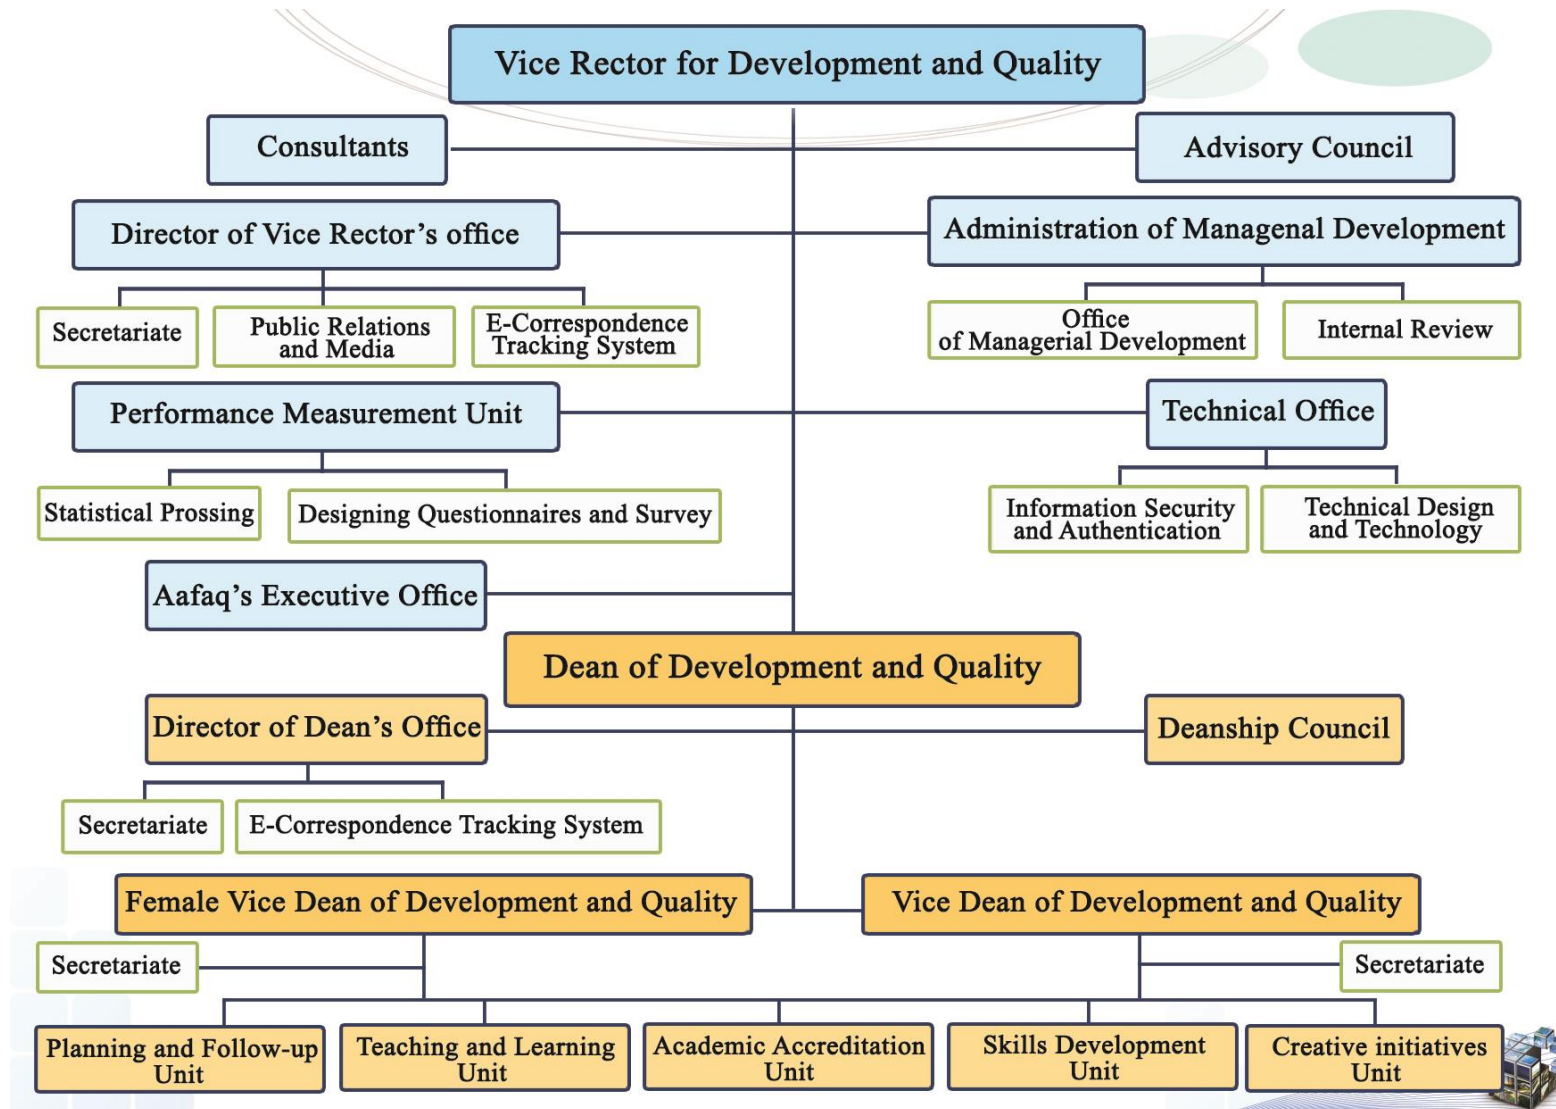 Vice Rector for Development and Quality
Consultants
Advisory Council
Director of Vice Rector’s office
Administration of Managenal Development
Secretariate
Public Relations
and Media
E-Correspondence
Tracking System
Office
of Managerial Development
Internal Review
Performance Measurement Unit
Technical Office
Statistical Prossing
Designing Questionnaires and Survey
Information Security
and Authentication
Technical Design
and Technology
Aafaq’s Executive Office
Dean of Development and Quality
Director of Dean’s Office
Deanship Council
Secretariate
E-Correspondence Tracking System
Female Vice Dean of Development and Quality
Vice Dean of Development and Quality
Secretariate
Secretariate
Planning and Follow-up
Unit
Teaching and Learning
Unit
Academic Accreditation
Unit
Skills Development
Unit
Creative initiatives
Unit